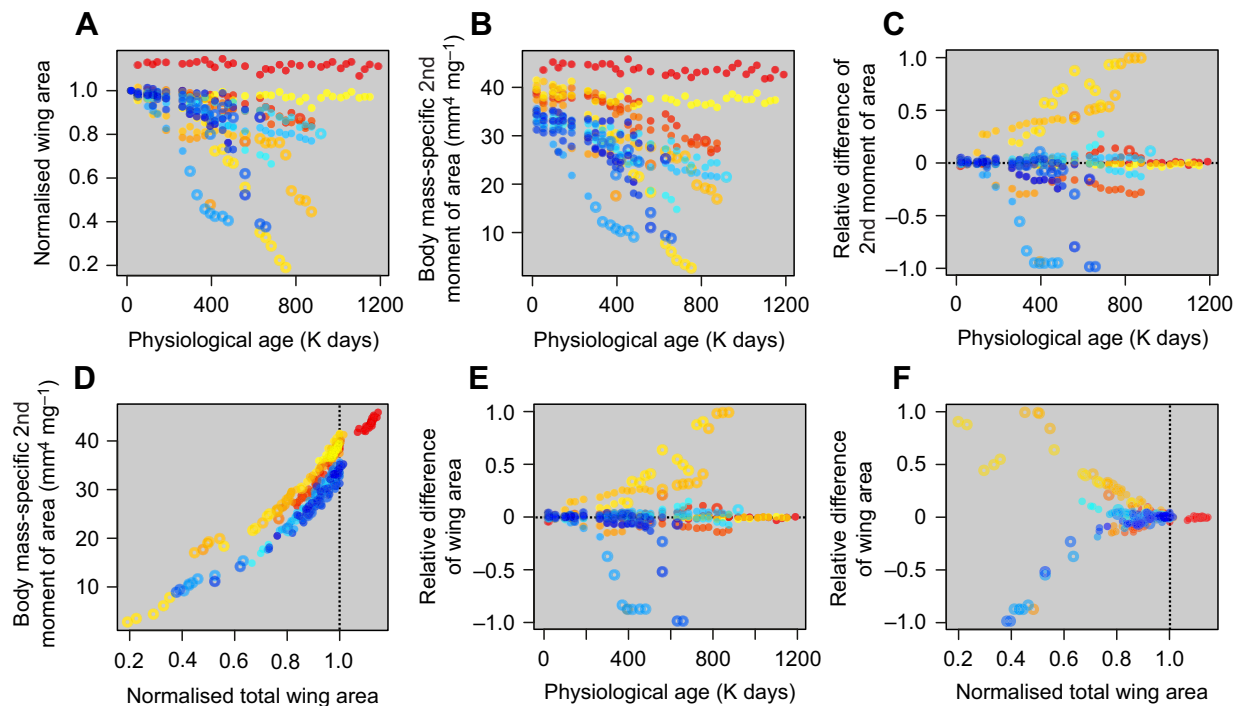 A
Normalised wing area
1.0
0.8
0.6
0.4
0.2
0
400
800
1200
Physiological age (K days)
B
Body mass-specific 2nd
moment of area (mm⁴ mg⁻¹)
40
30
20
10
0
400
800
1200
Physiological age (K days)
C
Relative difference of
2nd moment of area
1.0
0.5
0
–0.5
–1.0
0
400
800
1200
Physiological age (K days)
D
Body mass-specific 2nd
moment of area (mm⁴ mg⁻¹)
40
30
20
10
0.2
0.4
0.6
0.8
1.0
Normalised total wing area
E
Relative difference
of wing area
1.0
0.5
0
–0.5
–1.0
0
400
800
1200
Physiological age (K days)
F
Relative difference
of wing area
1.0
0.5
0
–0.5
–1.0
0.2
0.4
0.6
0.8
1.0
Normalised total wing area